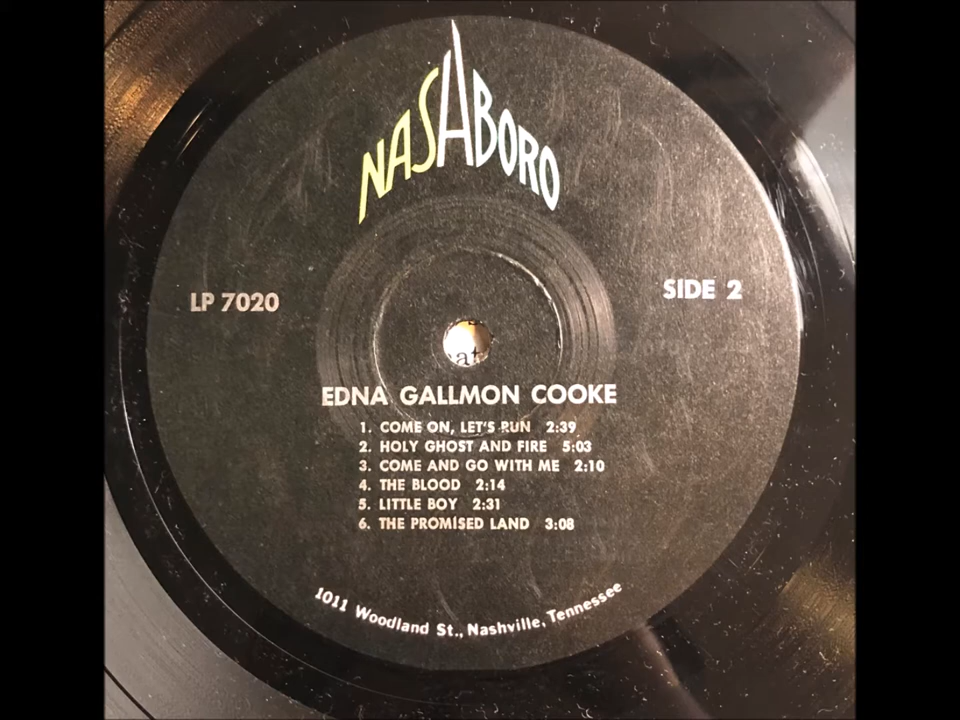 NASHBORO
LP 7020
SIDE 2
at
EDNA GALLMON COOKE
1. COME ON, LET'S RUN 2:39
2. HOLY GHOST AND FIRE 5:03
3. COME AND GO WITH ME 2:10
4. THE BLOOD 2:14
5. LITTLE BOY 2:31
6. THE PROMISED LAND 3:08
1011 Woodland St., Nashville, Tennessee